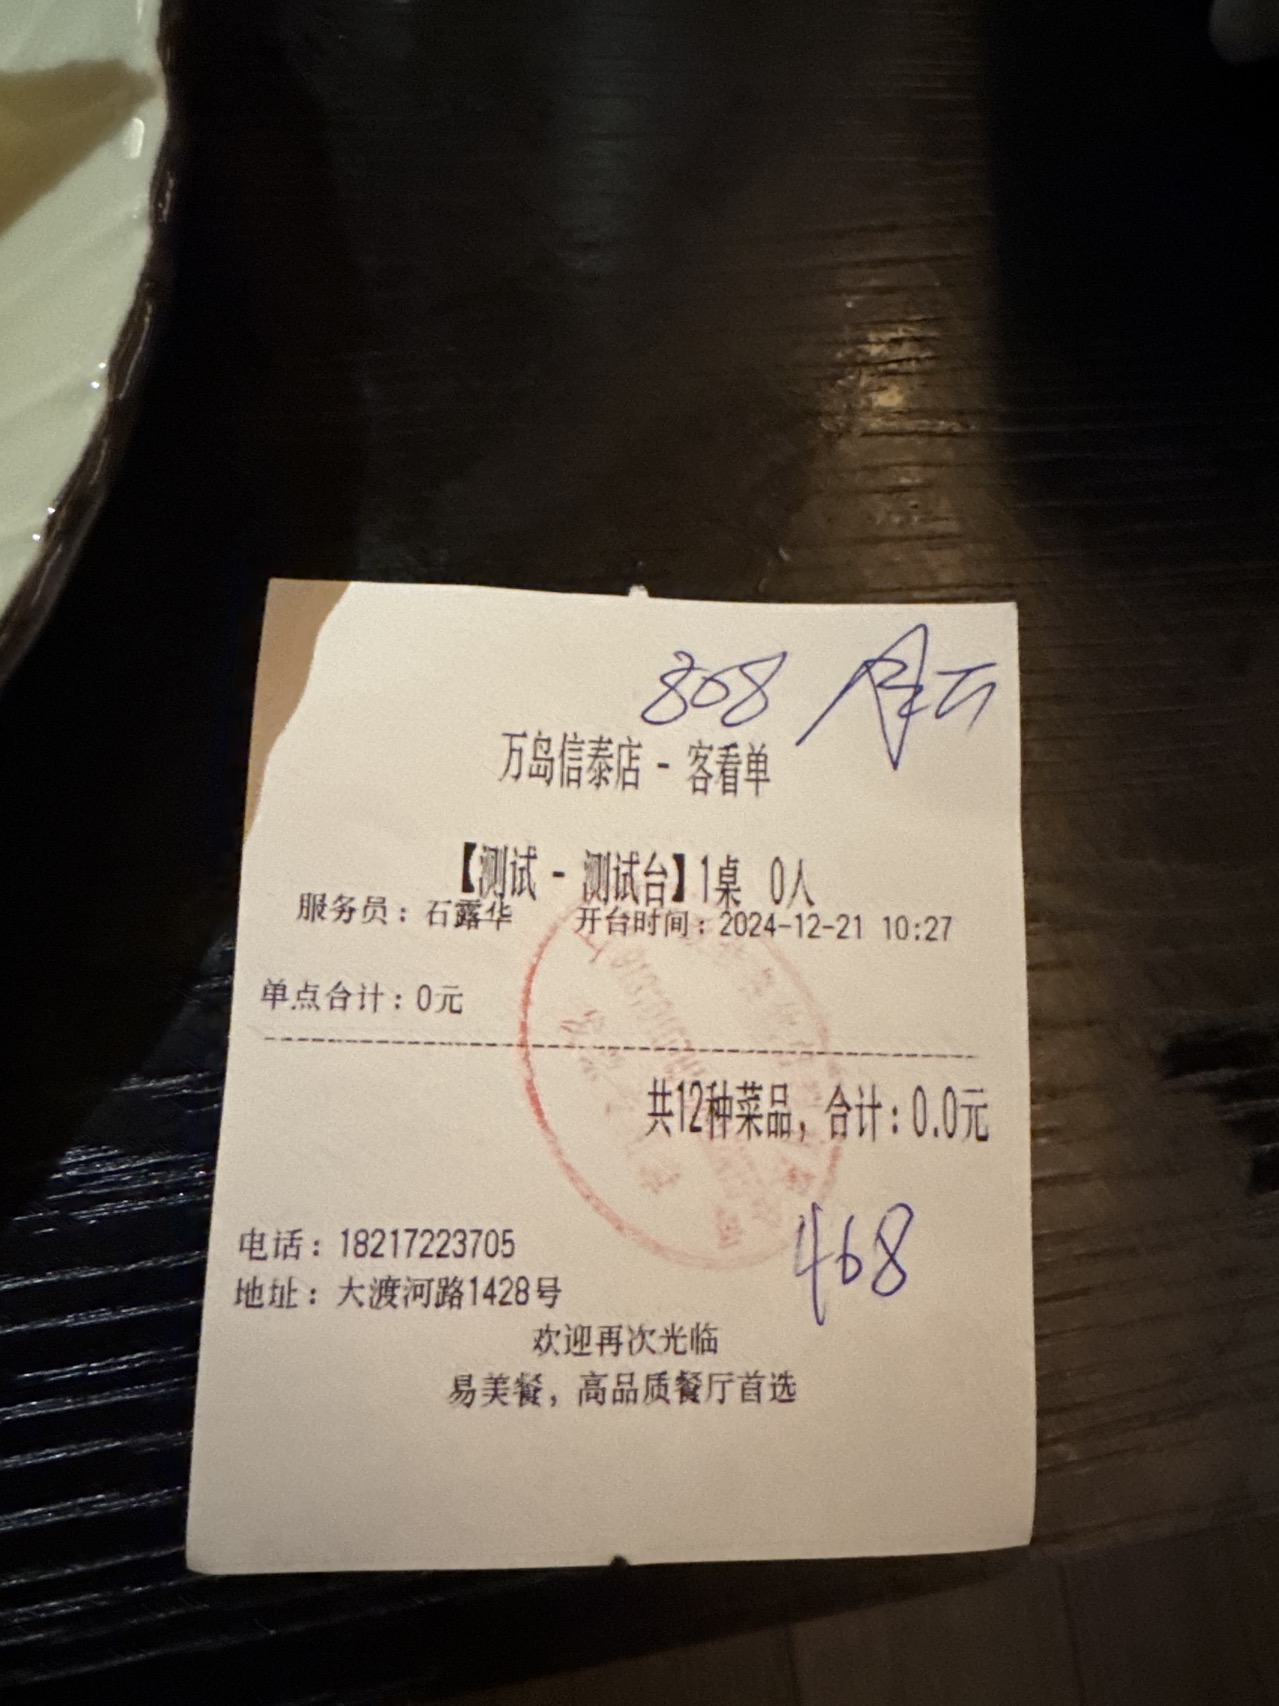 808
万岛信泰店 - 客看单
【测试 - 测试台】1桌 0人
服务员：石露华 开台时间：2024-12-21 10:27
单点合计：0元
共12种菜品，合计：0.0元
468
电话：18217223705
地址：大渡河路1428号
欢迎再次光临
易美餐，高品质餐厅首选